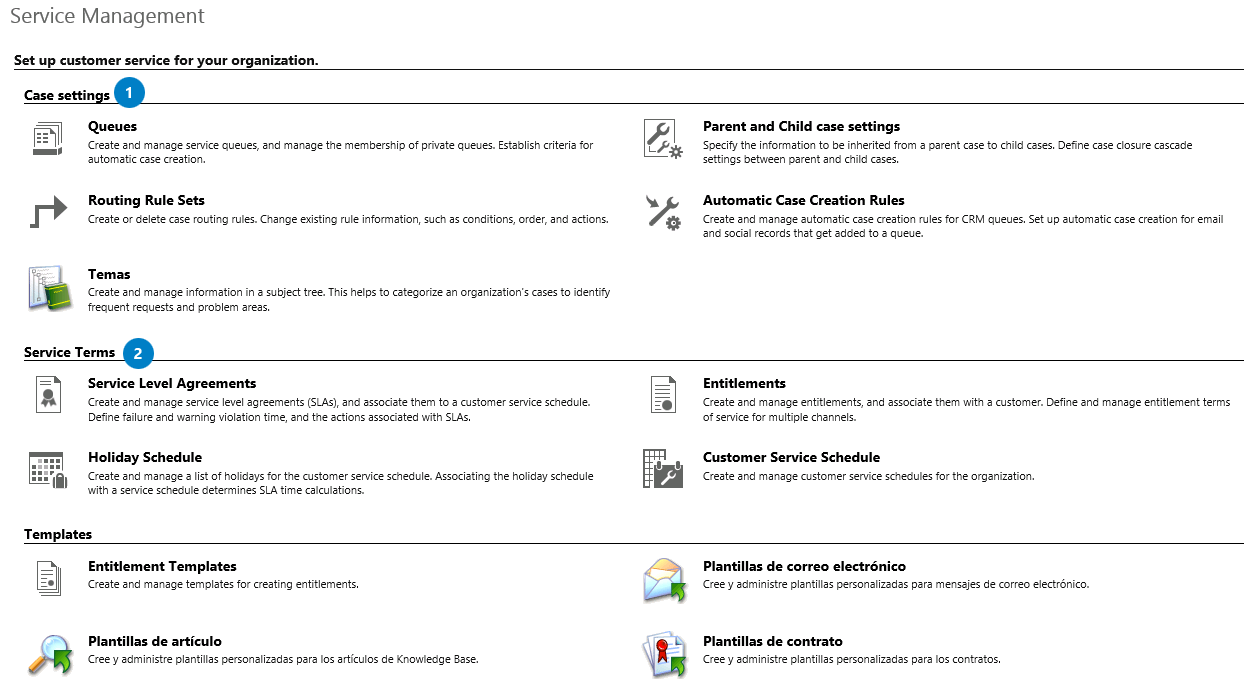 Service Management
Set up customer service for your organization.
Case settings 1
Queues
Create and manage service queues, and manage the membership of private queues. Establish criteria for
automatic case creation.
Parent and Child case settings
Specify the information to be inherited from a parent case to child cases. Define case closure cascade
settings between parent and child cases.
Routing Rule Sets
Create or delete case routing rules. Change existing rule information, such as conditions, order, and actions.
Automatic Case Creation Rules
Create and manage automatic case creation rules for CRM queues. Set up automatic case creation for email
and social records that get added to a queue.
Temas
Create and manage information in a subject tree. This helps to categorize an organization's cases to identify
frequent requests and problem areas.
Service Terms 2
Service Level Agreements
Create and manage service level agreements (SLAs), and associate them to a customer service schedule.
Define failure and warning violation time, and the actions associated with SLAs.
Entitlements
Create and manage entitlements, and associate them with a customer. Define and manage entitlement terms
of service for multiple channels.
Holiday Schedule
Create and manage a list of holidays for the customer service schedule. Associating the holiday schedule
with a service schedule determines SLA time calculations.
Customer Service Schedule
Create and manage customer service schedules for the organization.
Templates
Entitlement Templates
Create and manage templates for creating entitlements.
Plantillas de correo electrónico
Cree y administre plantillas personalizadas para mensajes de correo electrónico.
Plantillas de artículo
Cree y administre plantillas personalizadas para los artículos de Knowledge Base.
Plantillas de contrato
Cree y administre plantillas personalizadas para los contratos.